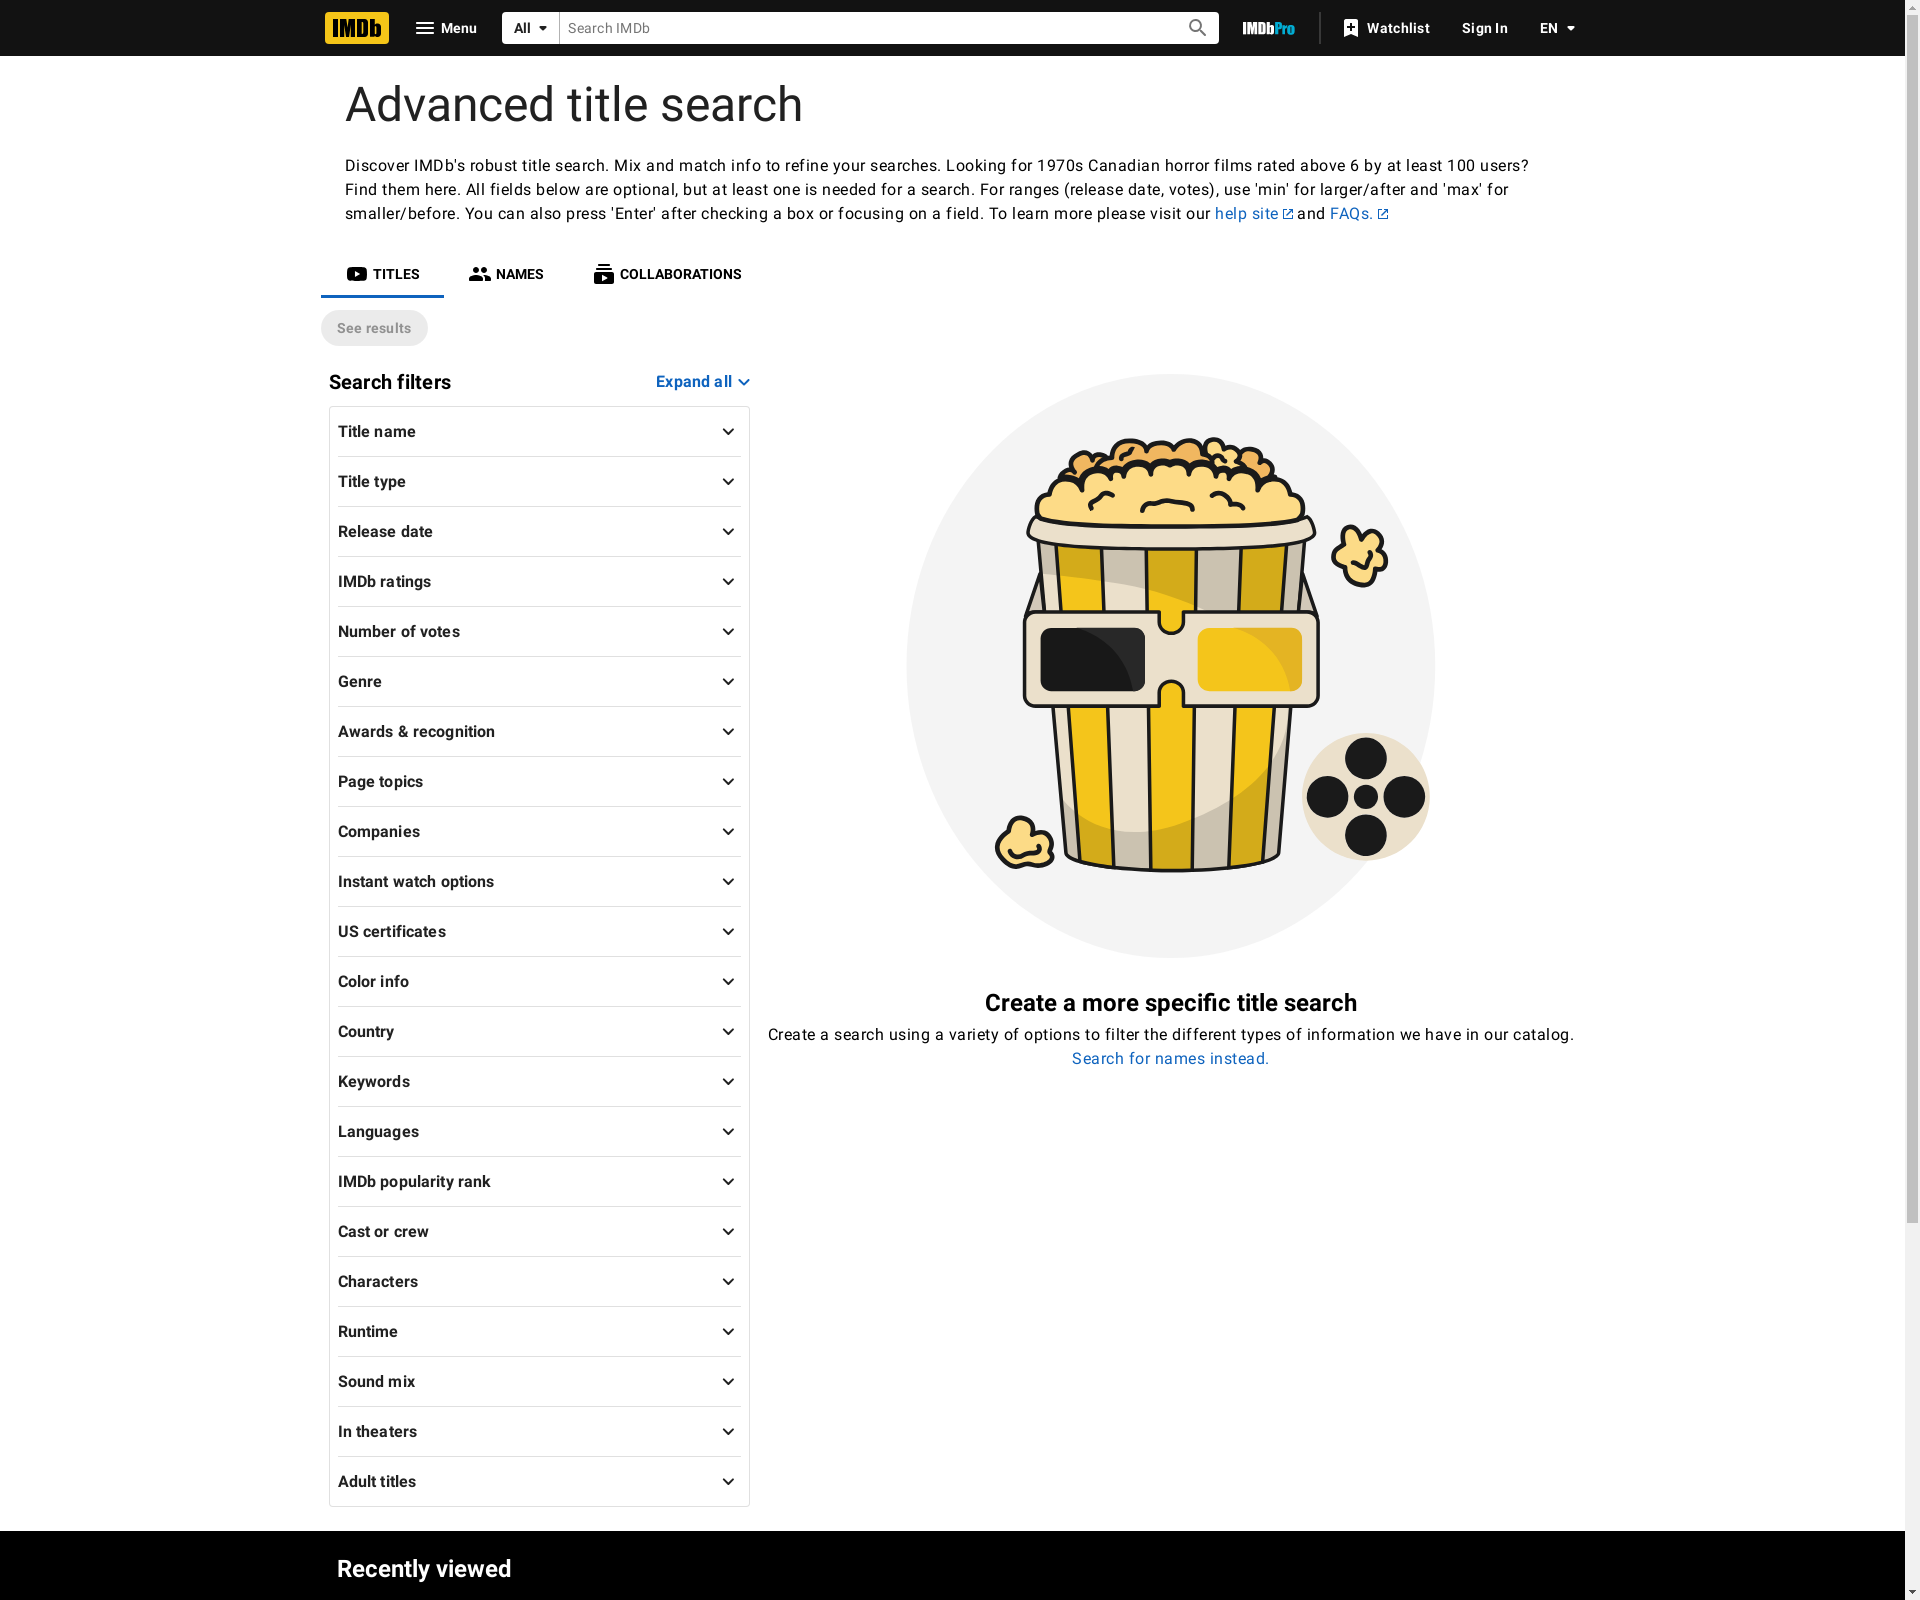 IMDb
Menu
All
Search IMDb
IMDbPro
Watchlist
Sign In
EN
Advanced title search
Discover IMDb's robust title search. Mix and match info to refine your searches. Looking for 1970s Canadian horror films rated above 6 by at least 100 users?
Find them here. All fields below are optional, but at least one is needed for a search. For ranges (release date, votes), use 'min' for larger/after and 'max' for
smaller/before. You can also press 'Enter' after checking a box or focusing on a field. To learn more please visit our help site and FAQs.
TITLES
NAMES
COLLABORATIONS
See results
Search filters
Expand all
Title name
Title type
Release date
IMDb ratings
Number of votes
Genre
Awards & recognition
Page topics
Companies
Instant watch options
US certificates
Color info
Country
Keywords
Languages
IMDb popularity rank
Cast or crew
Characters
Runtime
Sound mix
In theaters
Adult titles
Create a more specific title search
Create a search using a variety of options to filter the different types of information we have in our catalog.
Search for names instead.
Recently viewed